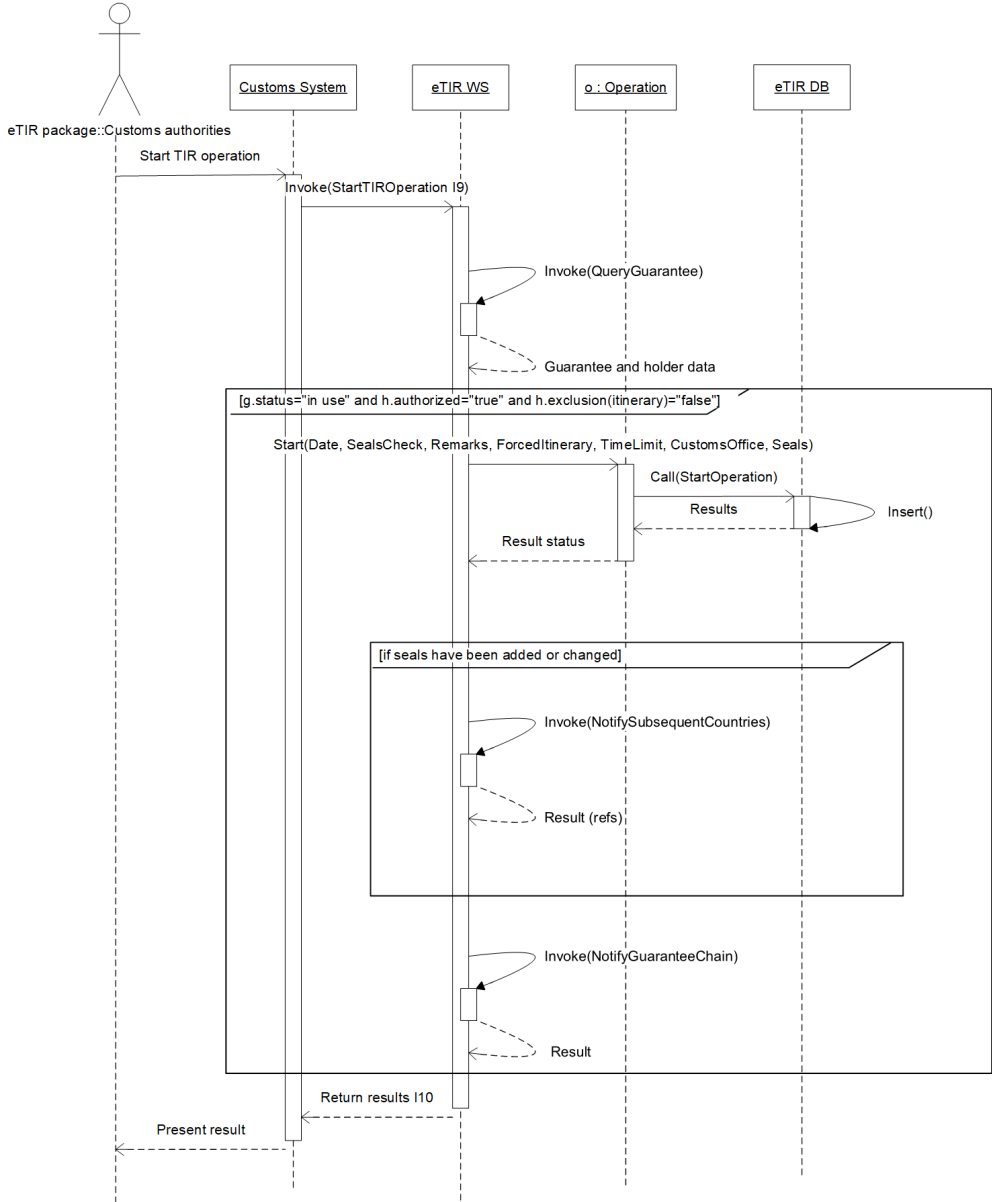 Customs System
eTIR WS
o : Operation
eTIR DB
eTIR package::Customs authorities
Start TIR operation
Invoke(StartTIROperation I9)
Invoke(QueryGuarantee)
Guarantee and holder data
[g.status="in use" and h.authorized="true" and h.exclusion(itinerary)="false"]
Start(Date, SealsCheck, Remarks, ForcedItinerary, TimeLimit, CustomsOffice, Seals)
Call(StartOperation)
Results
Insert()
Result status
[if seals have been added or changed]
Invoke(NotifySubsequentCountries)
Result (refs)
Invoke(NotifyGuaranteeChain)
Result
Return results I10
Present result